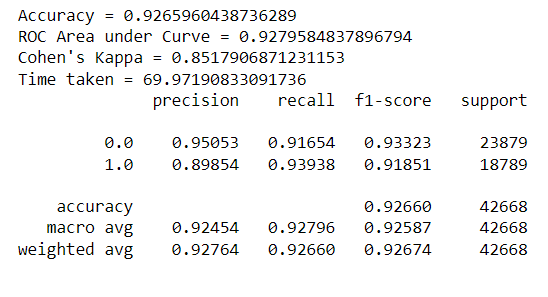 Accuracy = 0.9265960438736289
ROC Area under Curve = 0.9279584837896794
Cohen's Kappa = 0.8517906871231153
Time taken = 69.97190833091736
precision recall f1-score support
0.0 0.95053 0.91654 0.93323 23879
1.0 0.89854 0.93938 0.91851 18789
accuracy 0.92660 42668
macro avg 0.92454 0.92796 0.92587 42668
weighted avg 0.92764 0.92660 0.92674 42668